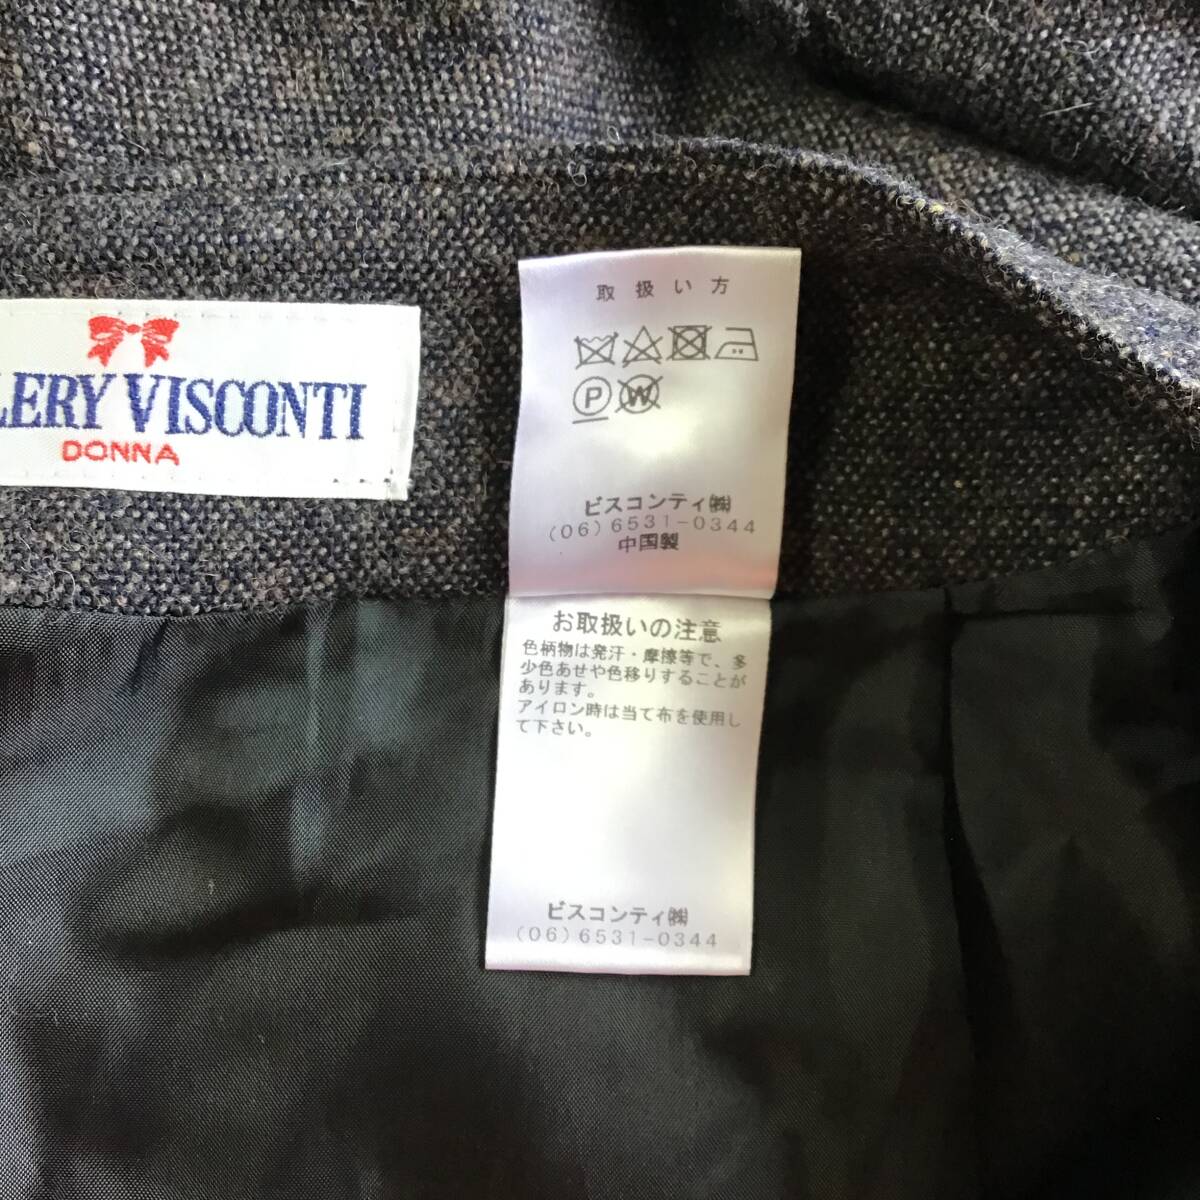 LERY VISCONTI
DONNA
取扱い方
P W
ビスコンティ㈱
(06)6531-0344
中国製
お取扱いの注意
色柄物は発汗・摩擦等で、多
少色あせや色移りすることが
あります。
アイロン時は当て布を使用し
て下さい。
ビスコンティ㈱
(06)6531-0344